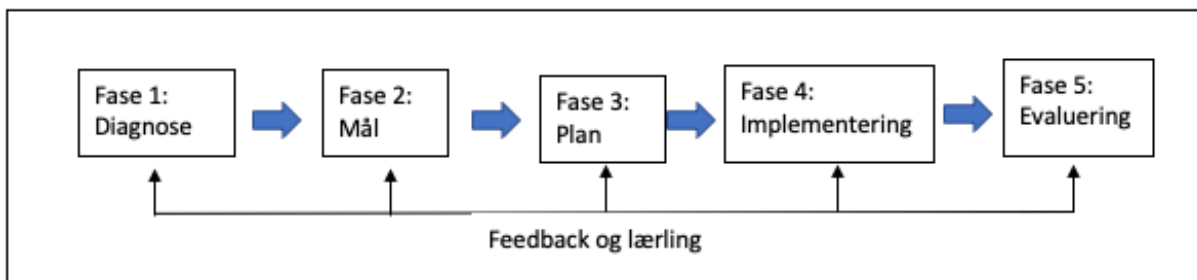 Fase 1:
Diagnose
Fase 2:
Mål
Fase 3:
Plan
Fase 4:
Implementering
Fase 5:
Evaluering
Feedback og lærling